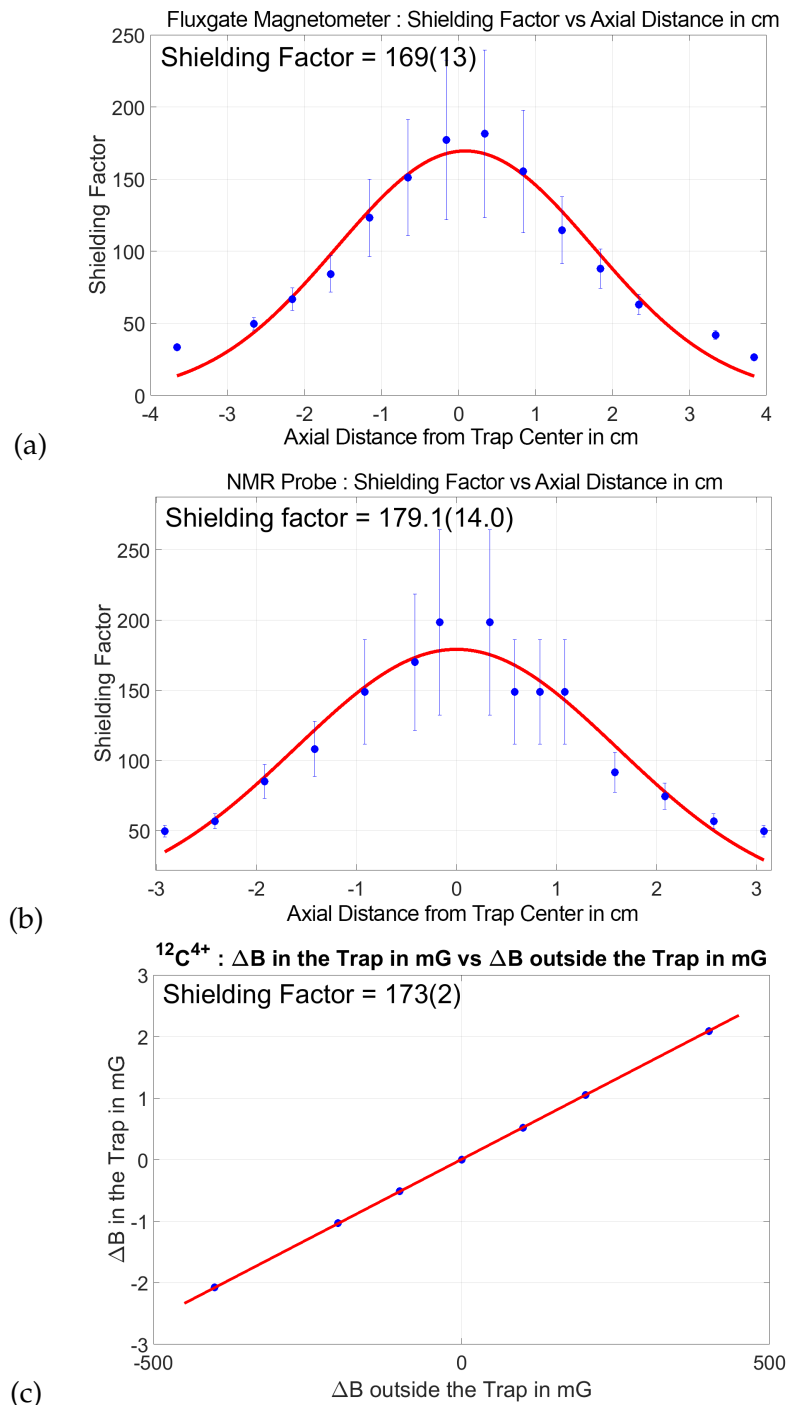 Fluxgate Magnetometer : Shielding Factor vs Axial Distance in cm
Shielding Factor = 169(13)
250
200
150
100
50
0
Shielding Factor
-4 -3 -2 -1 0 1 2 3 4
Axial Distance from Trap Center in cm
(a)
NMR Probe : Shielding Factor vs Axial Distance in cm
Shielding factor = 179.1(14.0)
250
200
150
100
50
Shielding Factor
-3 -2 -1 0 1 2 3
Axial Distance from Trap Center in cm
(b)
¹²C⁴⁺ : ΔB in the Trap in mG vs ΔB outside the Trap in mG
Shielding Factor = 173(2)
3
2
1
0
-1
-2
-3
ΔB in the Trap in mG
-500 0 500
ΔB outside the Trap in mG
(c)